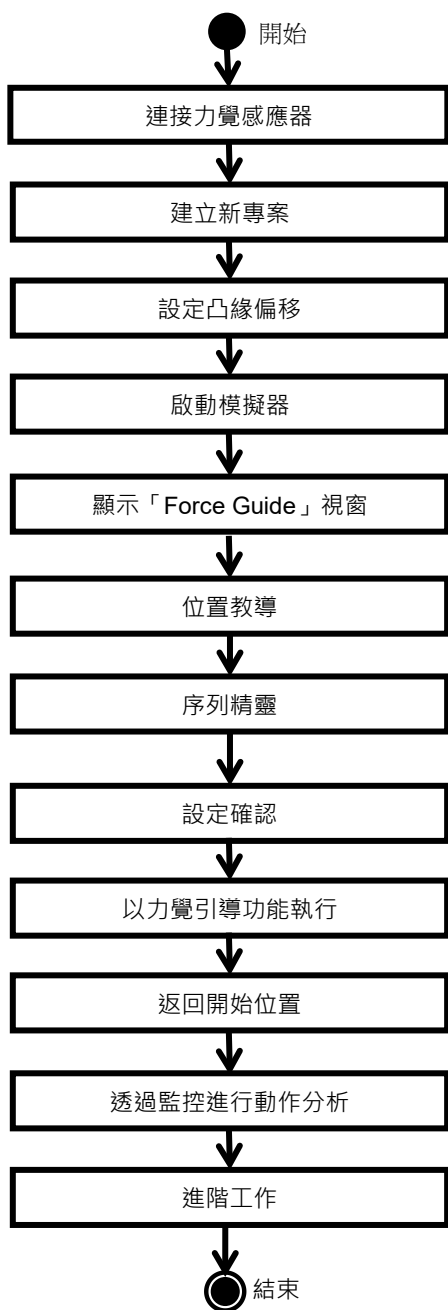 開始
連接力覺感應器
建立新專案
設定凸緣偏移
啟動模擬器
顯示「Force Guide」視窗
位置教導
序列精靈
設定確認
以力覺引導功能執行
返回開始位置
透過監控進行動作分析
進階工作
結束